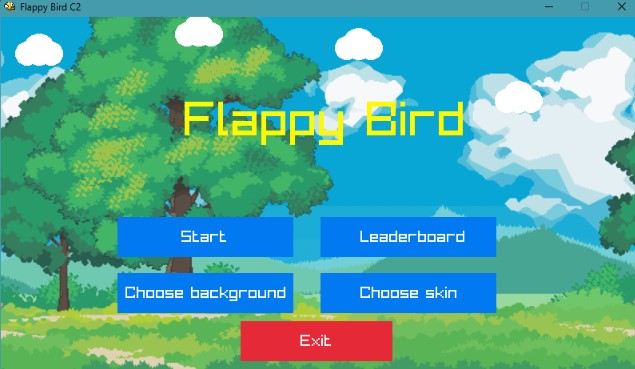 Flappy Bird C2
Flappy Bird
Start
Leaderboard
Choose background
Choose skin
Exit